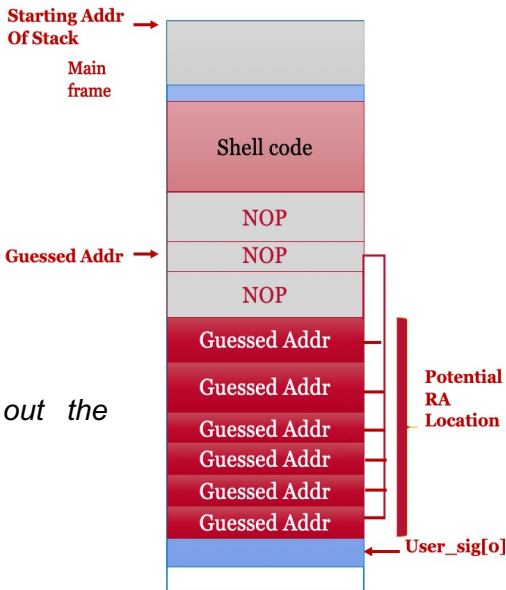 Starting Addr
Of Stack
Main
frame
Shell code
NOP
Guessed Addr
NOP
NOP
Guessed Addr
Guessed Addr
Guessed Addr
Guessed Addr
Guessed Addr
Guessed Addr
Potential
RA
Location
out the
User_sig[0]